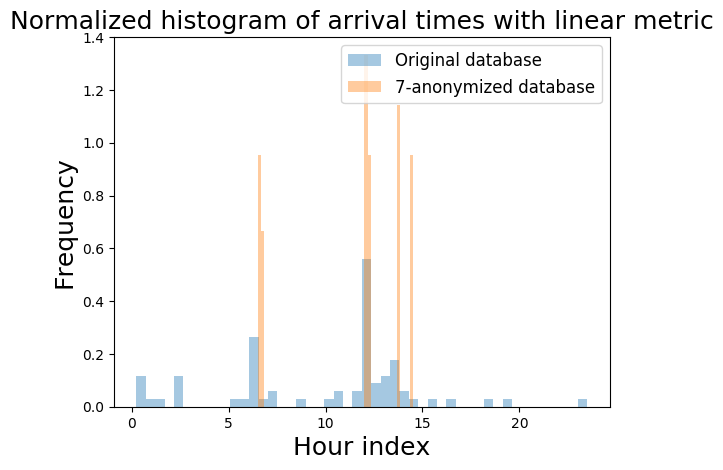 Normalized histogram of arrival times with linear metric
Original database
7-anonymized database
Frequency
1.4
1.2
1.0
0.8
0.6
0.4
0.2
0.0
0 5 10 15 20
Hour index